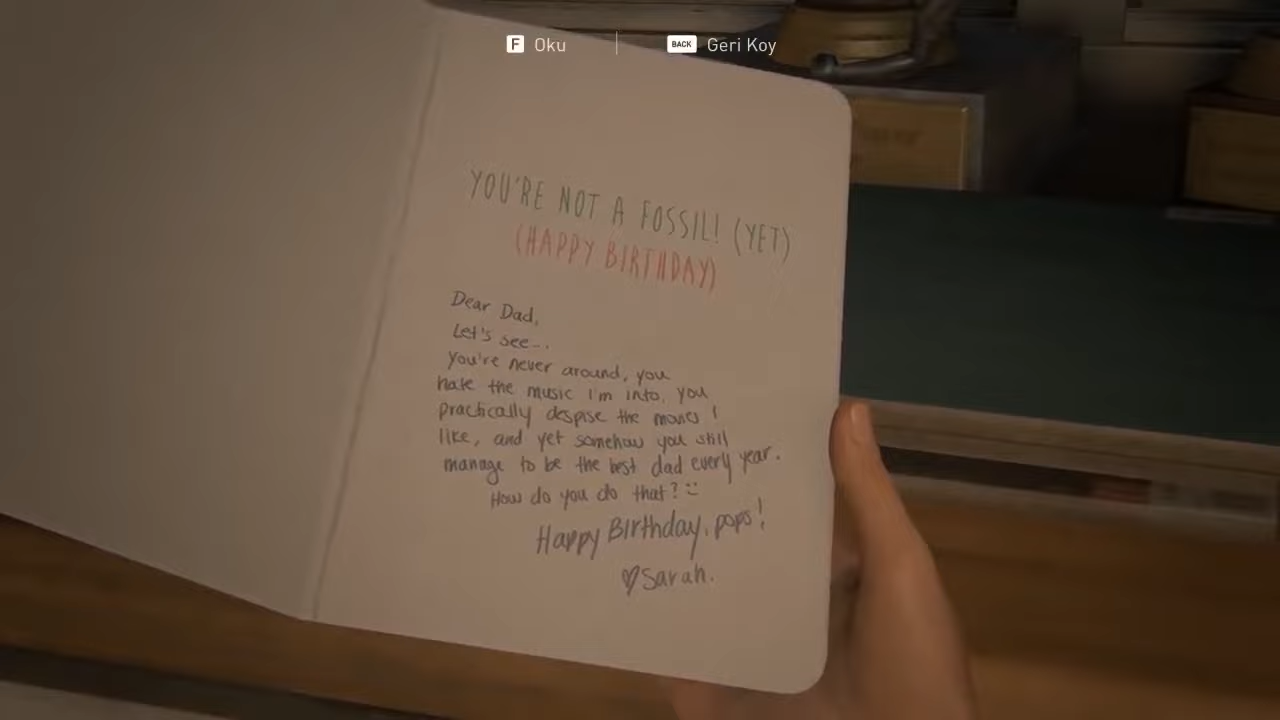 F Oku
BACK Geri Koy
YOU'RE NOT A FOSSIL! (YET)
(HAPPY BIRTHDAY)
Dear Dad,
Let's see...
you're never around, you
hate the music I'm into, you
practically despise the movies I
like, and yet somehow you still
manage to be the best dad every year.
How do you do that? :)
Happy Birthday, pops!
♡Sarah.